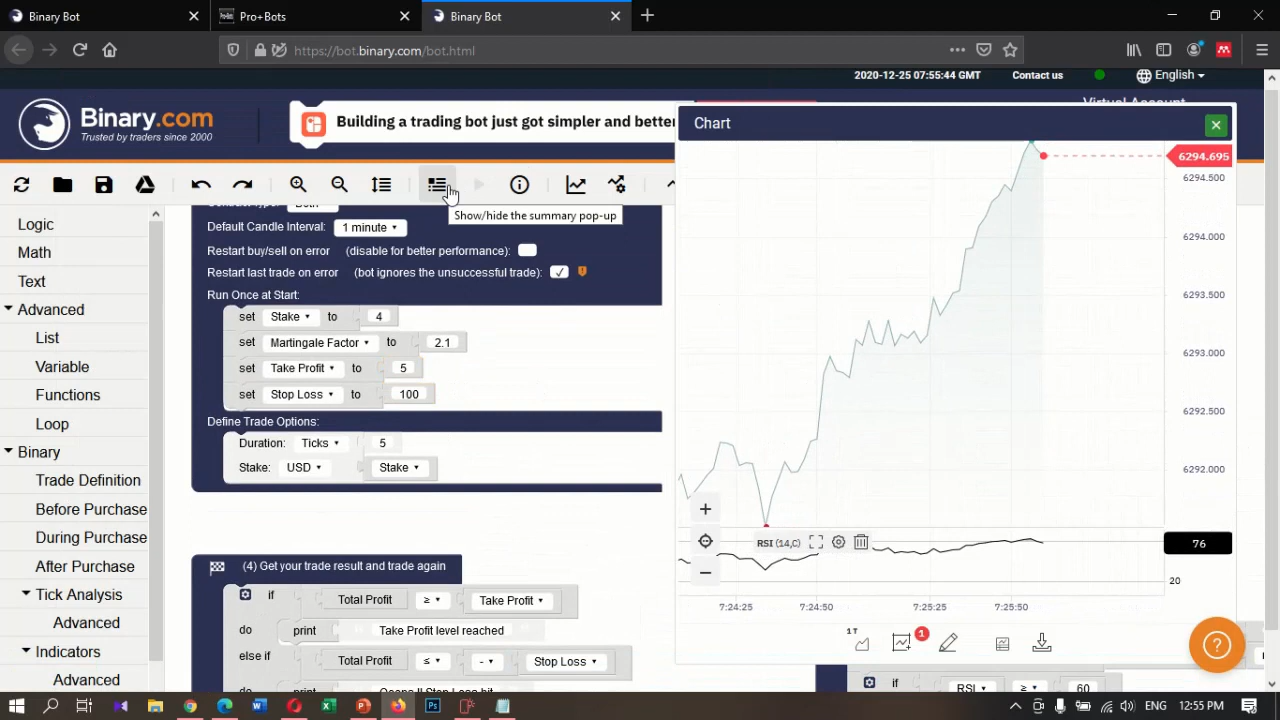 Binary Bot
Pro+Bots
Binary Bot
https://bot.binary.com/bot.html
2020-12-25 07:55:44 GMT
Contact us
English
Binary.com
Trusted by traders since 2000
Building a trading bot just got simpler and better
Virtual Account
Chart
Show/hide the summary pop-up
Logic
Math
Text
Advanced
List
Variable
Functions
Loop
Binary
Trade Definition
Before Purchase
During Purchase
After Purchase
Tick Analysis
Advanced
Indicators
Advanced
Default Candle Interval: 1 minute
Restart buy/sell on error (disable for better performance):
Restart last trade on error (bot ignores the unsuccessful trade): ✓
Run Once at Start:
set Stake to 4
set Martingale Factor to 2.1
set Take Profit to 5
set Stop Loss to 100
Define Trade Options:
Duration: Ticks 5
Stake: USD Stake
(4) Get your trade result and trade again
if Total Profit ≥ Take Profit
do print Take Profit level reached
else if Total Profit ≤ - Stop Loss
6294.695
6294.500
6294.000
6293.500
6293.000
6292.500
6292.000
RSI (14,C)
76
20
7:24:25
7:24:50
7:25:25
7:25:50
1T
1
if RSI ≥ 60
12:55 PM